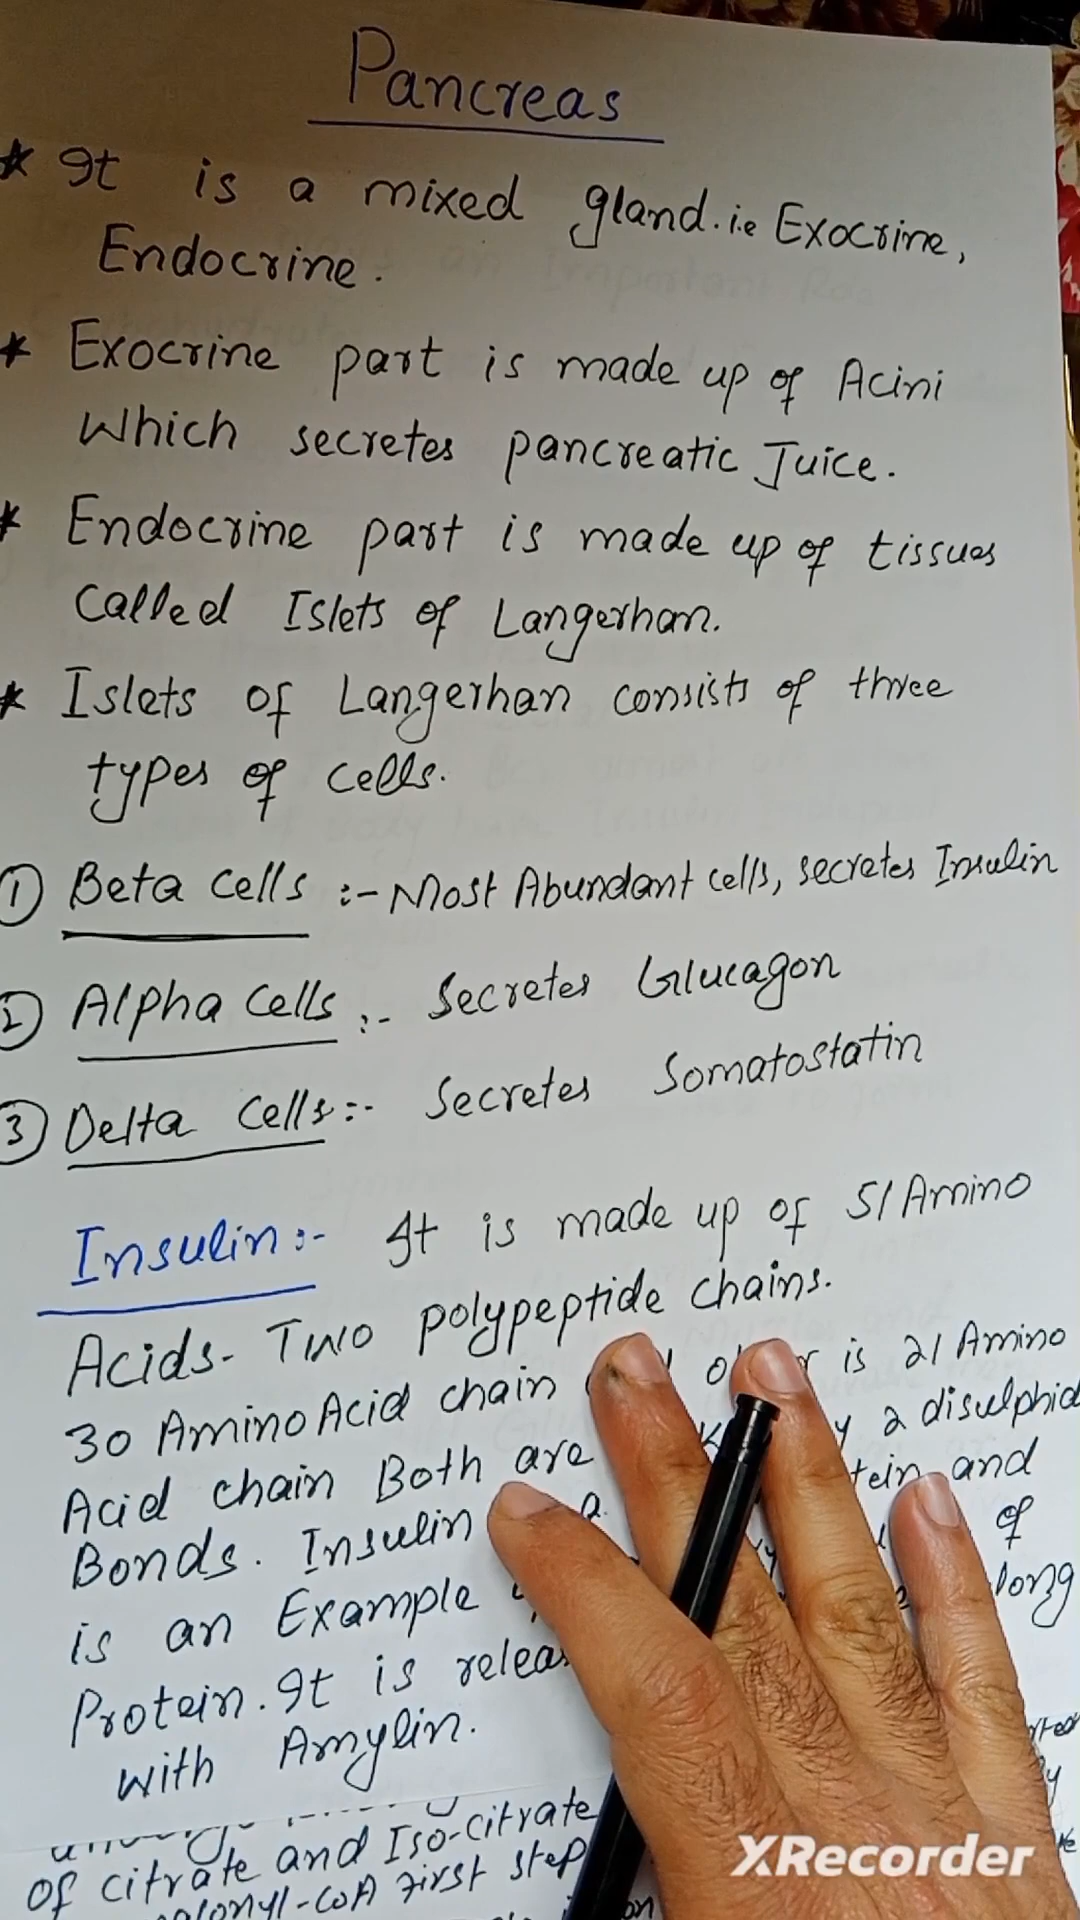 Pancreas
* It is a mixed gland. i.e Exocrine,
Endocrine.
* Exocrine part is made up of Acini
Which secretes pancreatic Juice.
* Endocrine part is made up of tissues
Called Islets of Langerhan.
* Islets of Langerhan consists of three
types of cells.
① Beta cells :- Most Abundant cells, secretes Insulin
② Alpha Cells :- Secretes Glucagon
③ Delta Cells :- Secretes Somatostatin
Insulin :- It is made up of 51 Amino
Acids. Two polypeptide chains.
30 Amino Acid chain is 21 Amino
Acid chain Both are 2 disulphid
Bonds. Insulin a and
is an Example of
Protein. It is long
with Amylin.
of citrate and Iso-citrate
first step
XRecorder